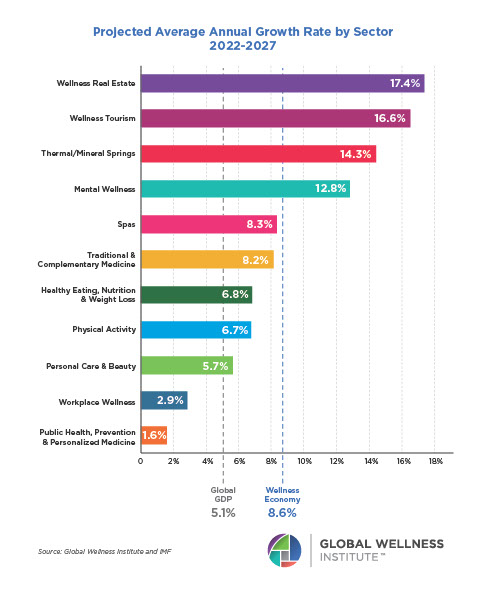 Projected Average Annual Growth Rate by Sector
2022-2027
Wellness Real Estate
17.4%
Wellness Tourism
16.6%
Thermal/Mineral Springs
14.3%
Mental Wellness
12.8%
Spas
8.3%
Traditional &
Complementary Medicine
8.2%
Healthy Eating, Nutrition
& Weight Loss
6.8%
Physical Activity
6.7%
Personal Care & Beauty
5.7%
Workplace Wellness
2.9%
Public Health, Prevention
& Personalized Medicine
1.6%
0 2% 4% 6% 8% 10% 12% 14% 16% 18%
Global
GDP
5.1%
Wellness
Economy
8.6%
Source: Global Wellness Institute and IMF
GLOBAL WELLNESS
INSTITUTE™